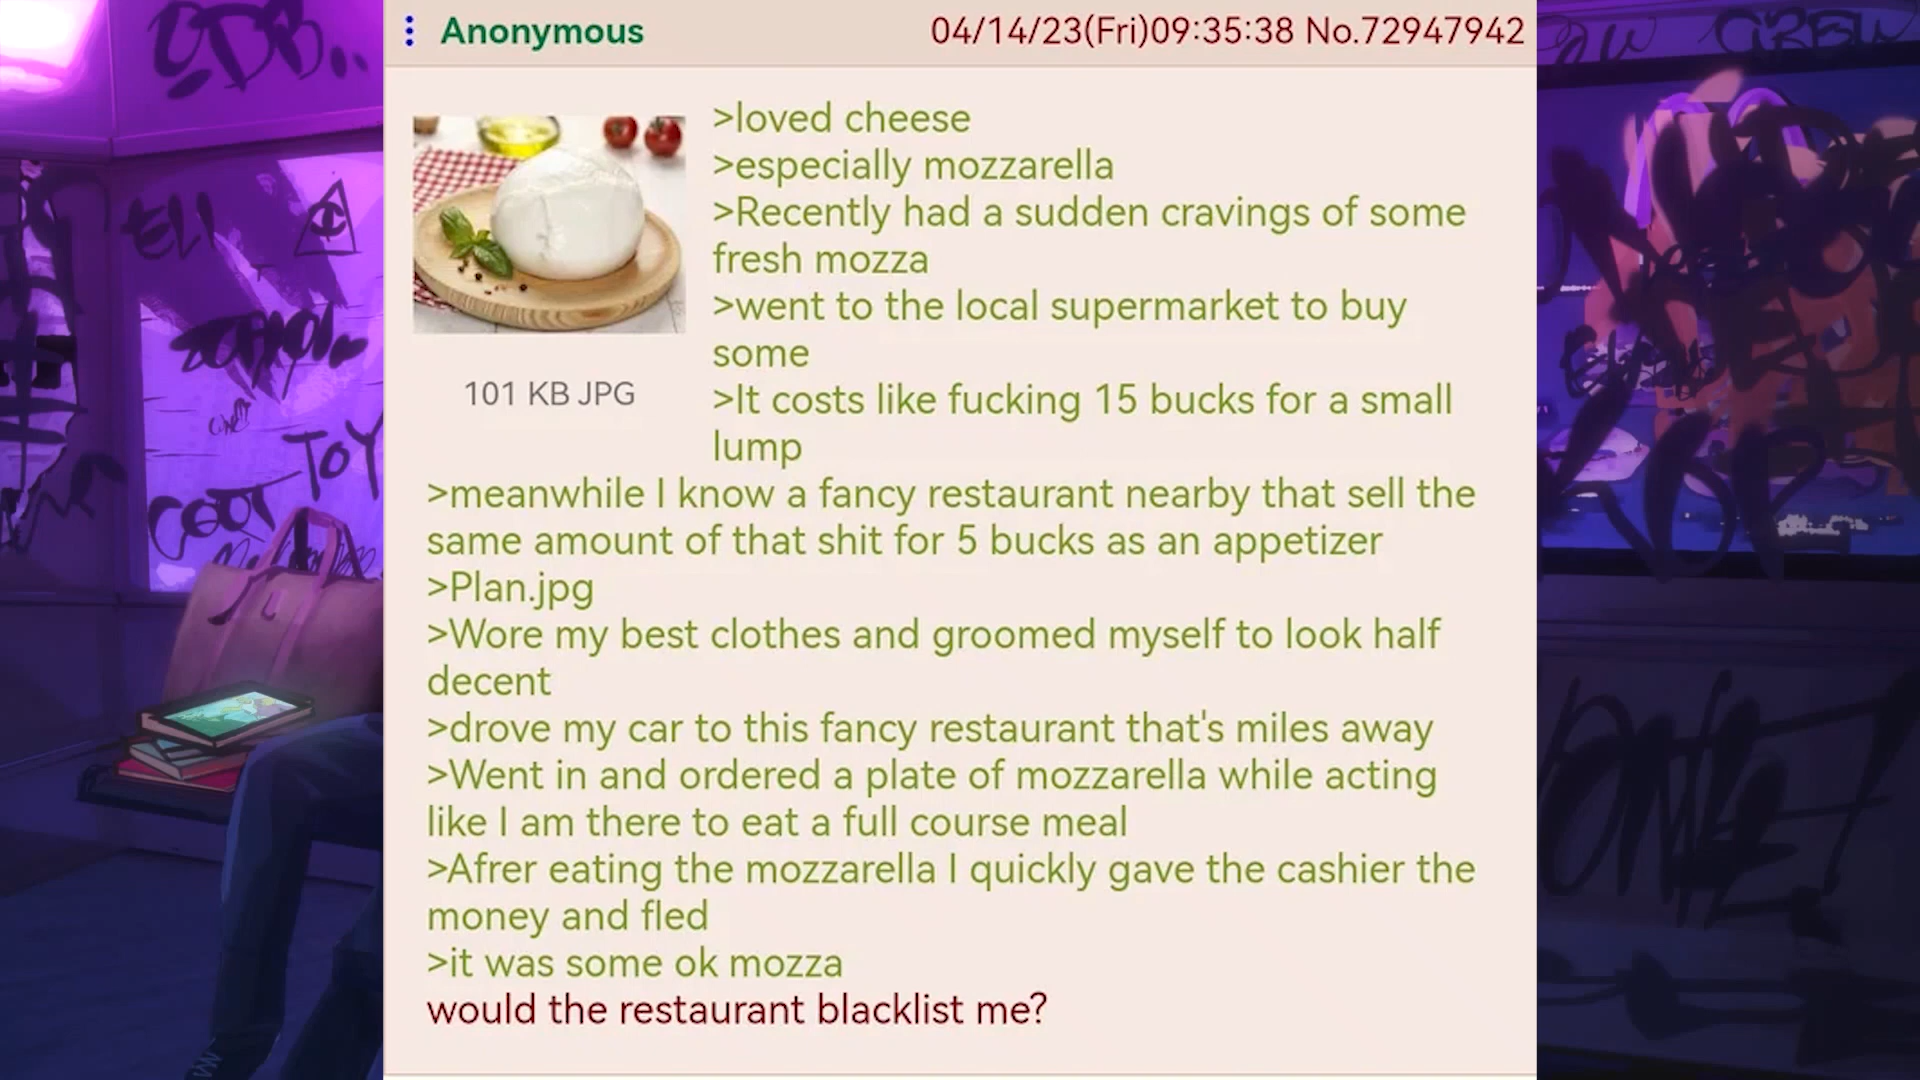 Anonymous 04/14/23(Fri)09:35:38 No.72947942
>loved cheese
>especially mozzarella
>Recently had a sudden cravings of some
fresh mozza
>went to the local supermarket to buy
some
>It costs like fucking 15 bucks for a small
lump
101 KB JPG
>meanwhile I know a fancy restaurant nearby that sell the
same amount of that shit for 5 bucks as an appetizer
>Plan.jpg
>Wore my best clothes and groomed myself to look half
decent
>drove my car to this fancy restaurant that's miles away
>Went in and ordered a plate of mozzarella while acting
like I am there to eat a full course meal
>Afrer eating the mozzarella I quickly gave the cashier the
money and fled
>it was some ok mozza
would the restaurant blacklist me?
TOY